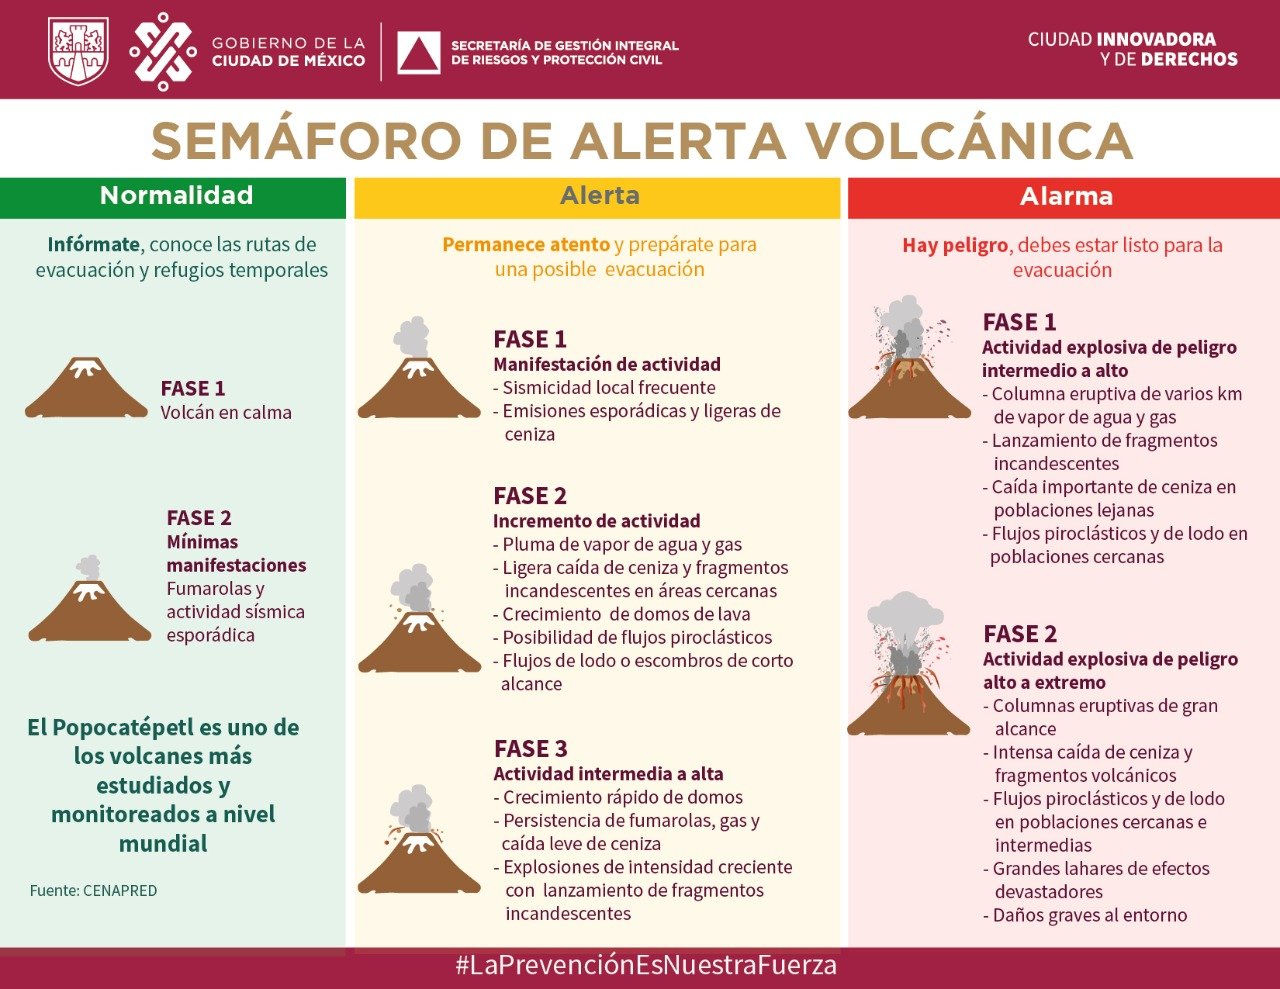 GOBIERNO DE LA
CIUDAD DE MÉXICO
SECRETARÍA DE GESTIÓN INTEGRAL
DE RIESGOS Y PROTECCIÓN CIVIL
CIUDAD INNOVADORA
Y DE DERECHOS
SEMÁFORO DE ALERTA VOLCÁNICA
Normalidad
Infórmate, conoce las rutas de
evacuación y refugios temporales
FASE 1
Volcán en calma
FASE 2
Mínimas
manifestaciones
Fumarolas y
actividad sísmica
esporádica
El Popocatépetl es uno de
los volcanes más
estudiados y
monitoreados a nivel
mundial
Fuente: CENAPRED
Alerta
Permanece atento y prepárate para
una posible evacuación
FASE 1
Manifestación de actividad
- Sismicidad local frecuente
- Emisiones esporádicas y ligeras de
ceniza
FASE 2
Incremento de actividad
- Pluma de vapor de agua y gas
- Ligera caída de ceniza y fragmentos
incandescentes en áreas cercanas
- Crecimiento de domos de lava
- Posibilidad de flujos piroclásticos
- Flujos de lodo o escombros de corto
alcance
FASE 3
Actividad intermedia a alta
- Crecimiento rápido de domos
- Persistencia de fumarolas, gas y
caída leve de ceniza
- Explosiones de intensidad creciente
con lanzamiento de fragmentos
incandescentes
Alarma
Hay peligro, debes estar listo para la
evacuación
FASE 1
Actividad explosiva de peligro
intermedio a alto
- Columna eruptiva de varios km
de vapor de agua y gas
- Lanzamiento de fragmentos
incandescentes
- Caída importante de ceniza en
poblaciones lejanas
- Flujos piroclásticos y de lodo en
poblaciones cercanas
FASE 2
Actividad explosiva de peligro
alto a extremo
- Columnas eruptivas de gran
alcance
- Intensa caída de ceniza y
fragmentos volcánicos
- Flujos piroclásticos y de lodo
en poblaciones cercanas e
intermedias
- Grandes lahares de efectos
devastadores
- Daños graves al entorno
#LaPrevenciónEsNuestraFuerza